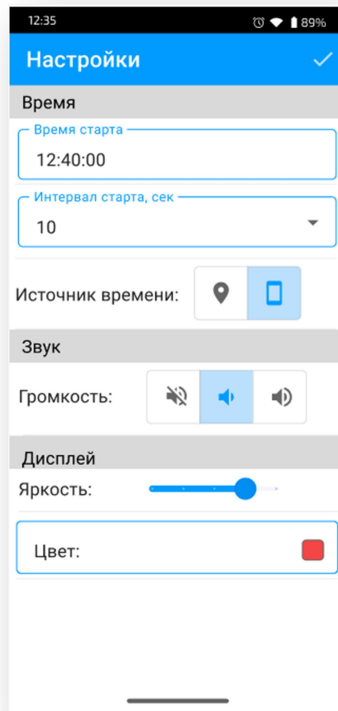 12:35 89%
Настройки
Время
Время старта
12:40:00
Интервал старта, сек
10
Источник времени:
Звук
Громкость:
Дисплей
Яркость:
Цвет: